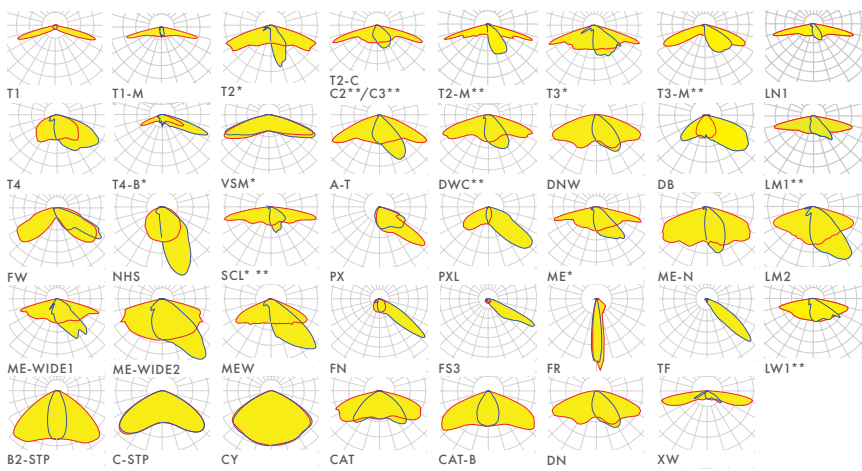 T1 T1-M T2* T2-C T2-M** T3* T3-M** LN1
C2**/C3**
T4 T4-B* VSM* A-T DWC** DNW DB LM1**
FW NHS SCL* ** PX PXL ME* ME-N LM2
ME-WIDE1 ME-WIDE2 MEW FN FS3 FR TF LW1**
B2-STP C-STP CY CAT CAT-B DN XW